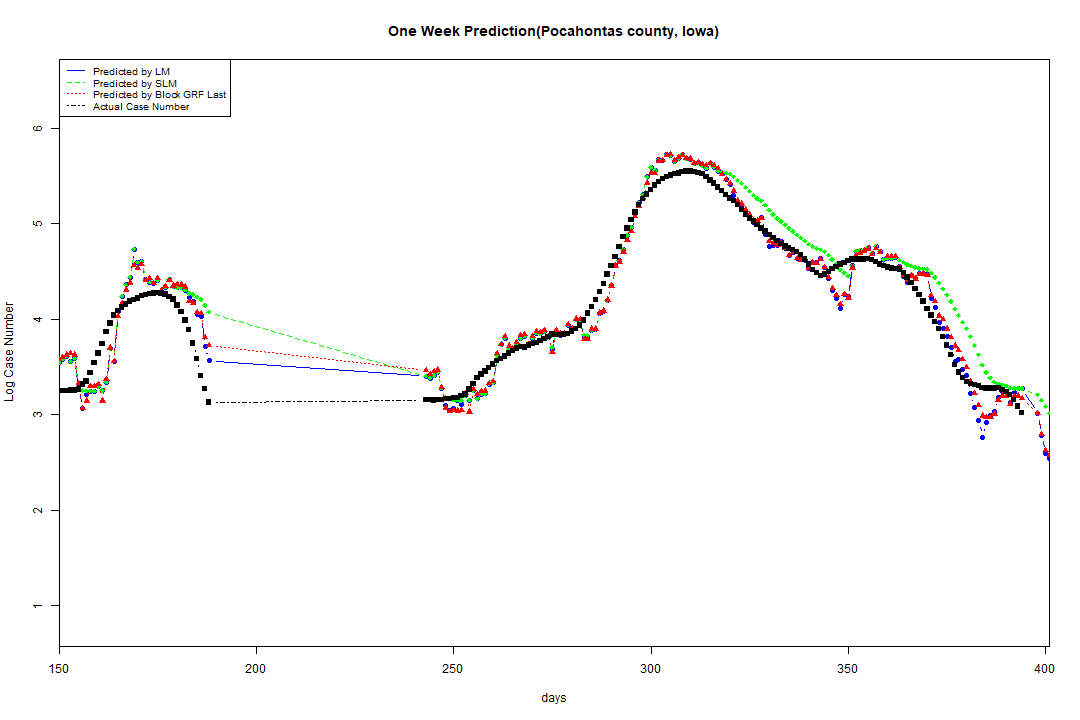 One Week Prediction(Pocahontas county, Iowa)
Predicted by LM
Predicted by SLM
Predicted by Block GRF Last
Actual Case Number
Log Case Number
6
5
4
3
2
1
150 200 250 300 350 400
days